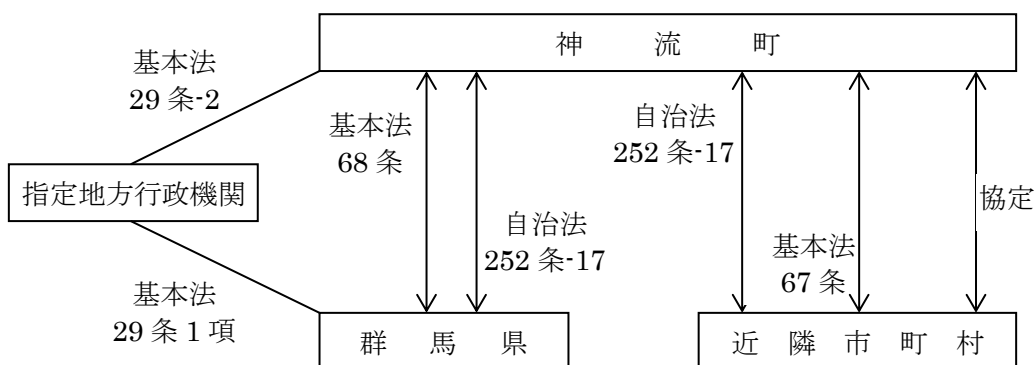 神流町
基本法
29条-2
基本法
68条
自治法
252条-17
指定地方行政機関
協定
自治法
252条-17
基本法
67条
基本法
29条1項
群馬県
近隣市町村